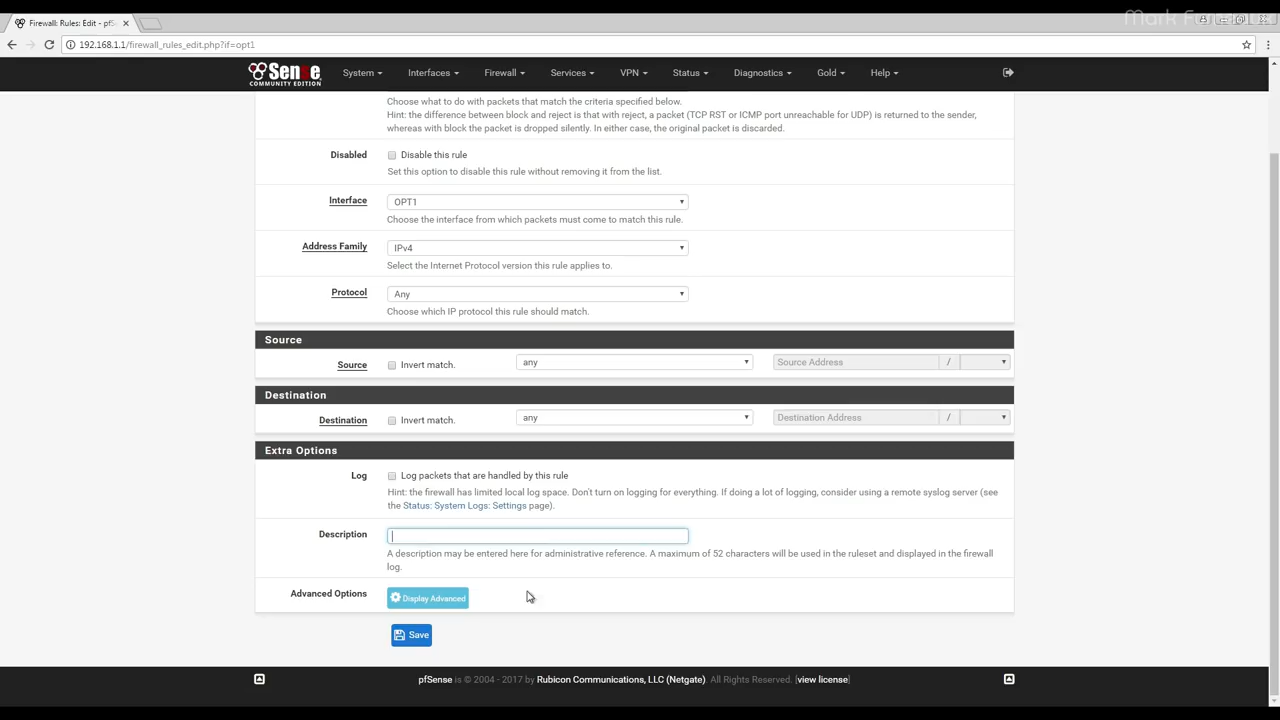 Mark Fu
Firewall: Rules: Edit - pfS
192.168.1.1/firewall_rules_edit.php?if=opt1
Sense
COMMUNITY EDITION
System
Interfaces
Firewall
Services
VPN
Status
Diagnostics
Gold
Help
Choose what to do with packets that match the criteria specified below.
Hint: the difference between block and reject is that with reject, a packet (TCP RST or ICMP port unreachable for UDP) is returned to the sender,
whereas with block the packet is dropped silently. In either case, the original packet is discarded.
Disabled
Disable this rule
Set this option to disable this rule without removing it from the list.
Interface
OPT1
Choose the interface from which packets must come to match this rule.
Address Family
IPv4
Select the Internet Protocol version this rule applies to.
Protocol
Any
Choose which IP protocol this rule should match.
Source
Source
Invert match.
any
Source Address
/
Destination
Destination
Invert match.
any
Destination Address
/
Extra Options
Log
Log packets that are handled by this rule
Hint: the firewall has limited local log space. Don't turn on logging for everything. If doing a lot of logging, consider using a remote syslog server (see
the Status: System Logs: Settings page).
Description
A description may be entered here for administrative reference. A maximum of 52 characters will be used in the ruleset and displayed in the firewall
log.
Advanced Options
Display Advanced
Save
pfSense is © 2004 - 2017 by Rubicon Communications, LLC (Netgate). All Rights Reserved. [view license]